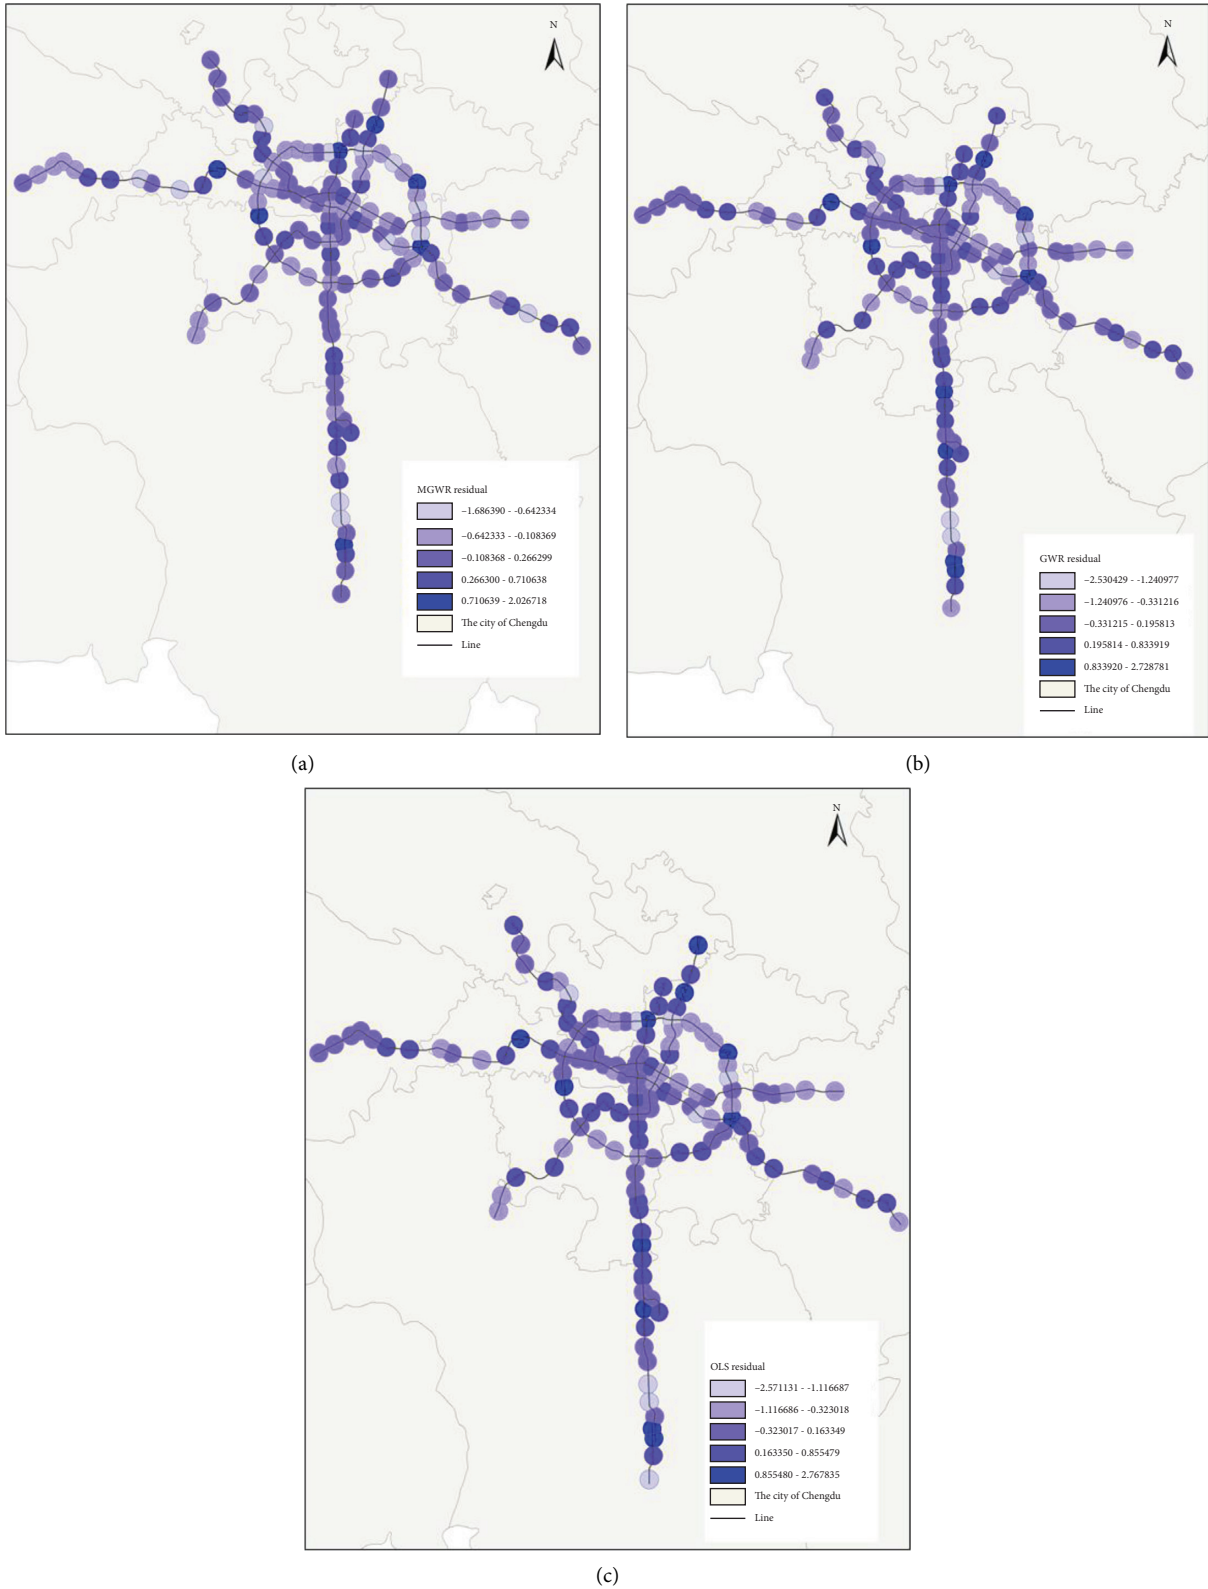 N
MGWR residual
–1.686390 - -0.642334
–0.642333 - -0.108369
–0.108368 - 0.266299
0.266300 - 0.710638
0.710639 - 2.026718
The city of Chengdu
Line
(a)
N
GWR residual
–2.530429 - -1.240977
–1.240976 - -0.331216
–0.331215 - 0.195813
0.195814 - 0.833919
0.833920 - 2.728781
The city of Chengdu
Line
(b)
N
OLS residual
–2.571131 - -1.116687
–1.116686 - -0.323018
–0.323017 - 0.163349
0.163350 - 0.855479
0.855480 - 2.767835
The city of Chengdu
Line
(c)